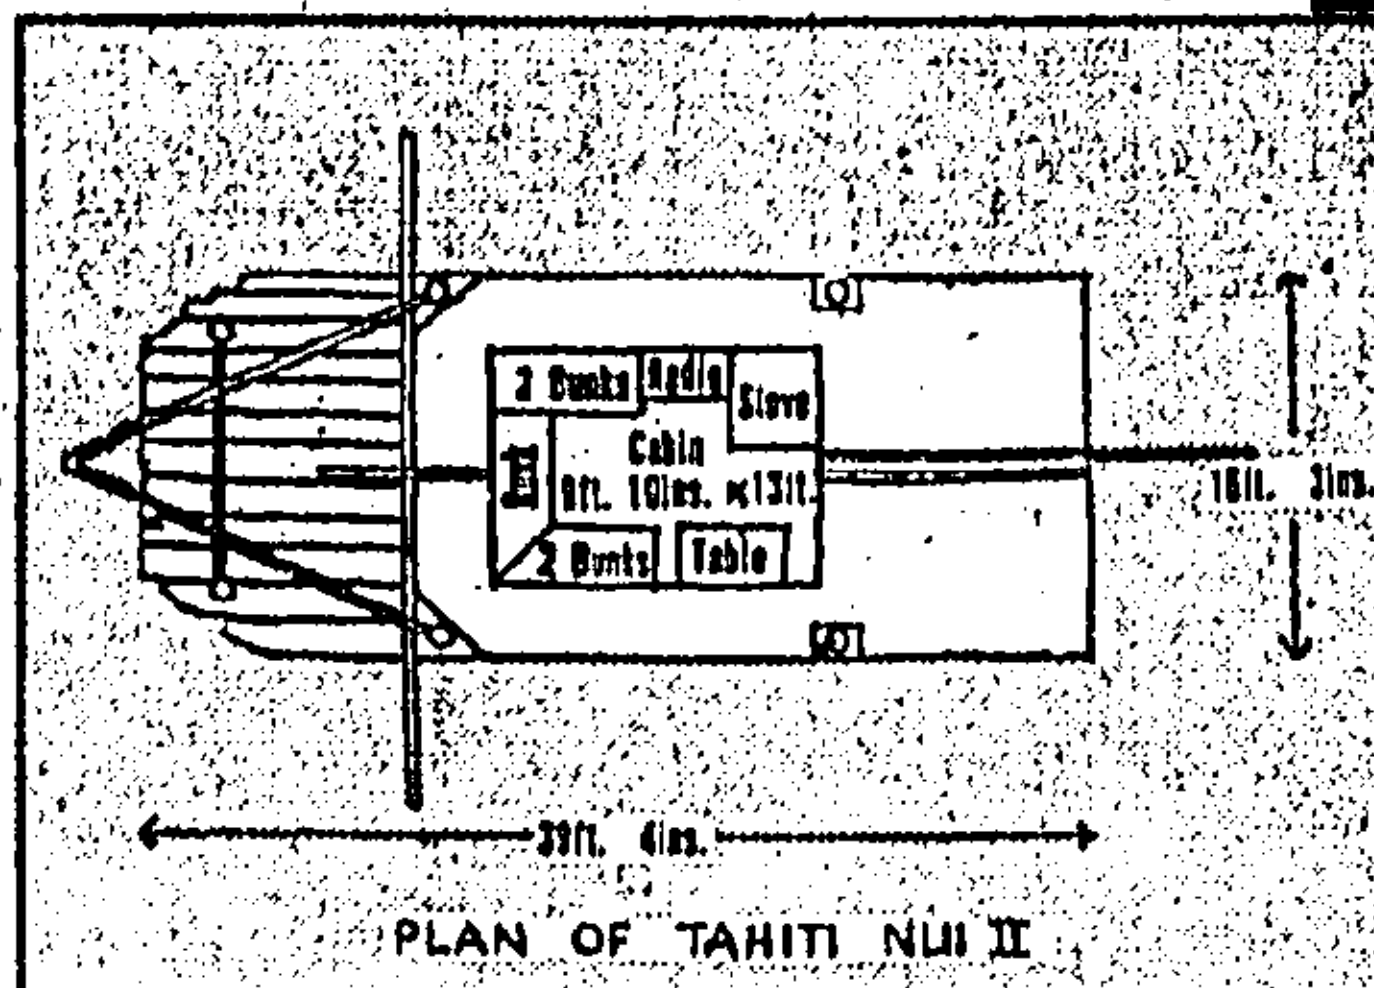 2 Bunks
Radio
Stove
Cabin
9ft. 10ins. x 13ft.
16ft. 3ins.
2 Bunks
Table
39ft. 4ins.
PLAN OF TAHITI NUI II